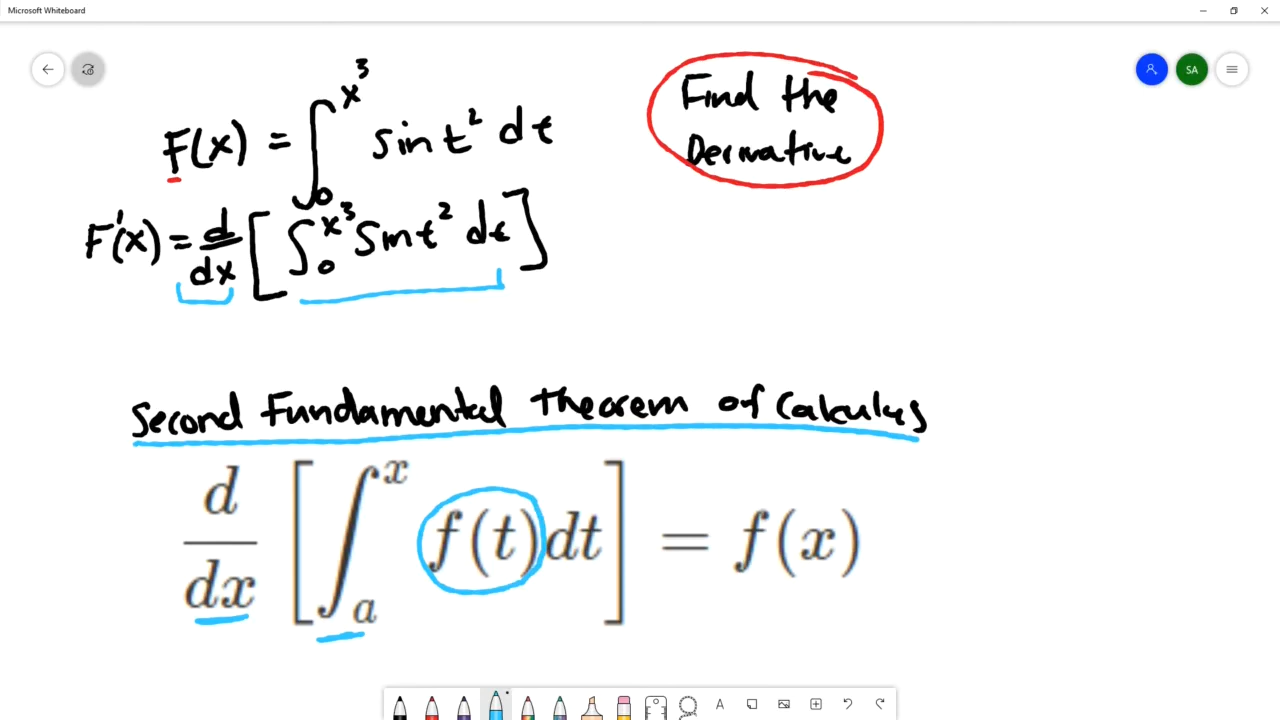 Microsoft Whiteboard
SA
F(x) = ∫₀^x³ sin t² dt
Find the
Derivative
F'(x) = d/dx [∫₀^x³ sin t² dt]
Second Fundamental Theorem of Calculus
d/dx [∫ₐ^x f(t)dt] = f(x)
A